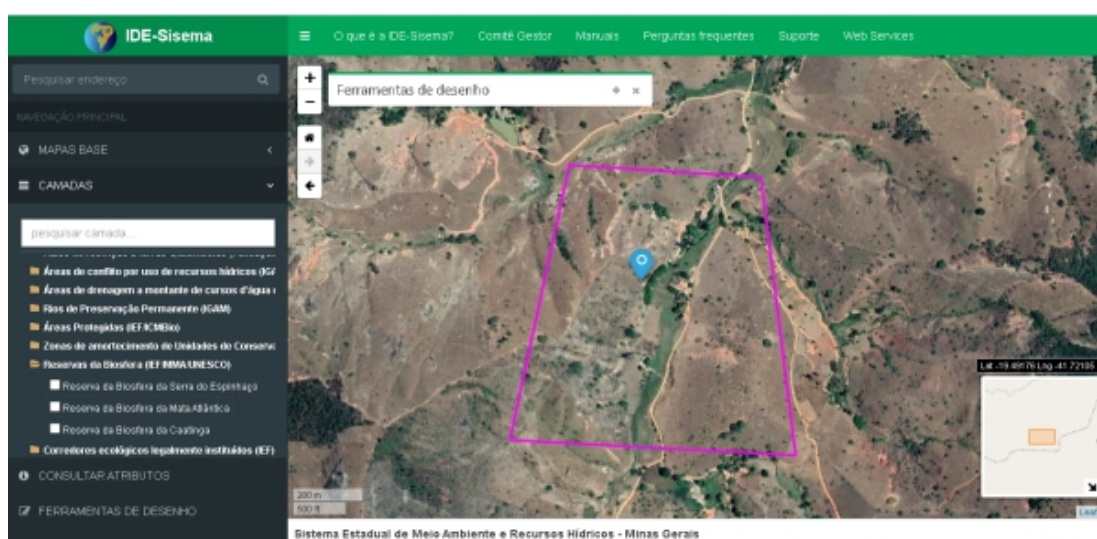 IDE-Sisema
O que é a IDE-Sisema? Comitê Gestor Manuais Perguntas frequentes Suporte Web Services
Pesquisar endereço
NAVEGAÇÃO PRINCIPAL
MAPAS BASE
CAMADAS
pesquisar camada...
Áreas de conflito por uso de recursos hídricos (IGA
Áreas de drenagem a montante de cursos d'água
Rios de Preservação Permanente (IGAM)
Áreas Protegidas (IEF/ICMBio)
Zonas de amortecimento de Unidades de Conserva
Reservas da Biosfera (IEF/MMA/UNESCO)
Reserva da Biosfera da Serra do Espinhaço
Reserva da Biosfera da Mata Atlântica
Reserva da Biosfera da Caatinga
Corredores ecológicos legalmente instituídos (IEF)
CONSULTAR ATRIBUTOS
FERRAMENTAS DE DESENHO
+
Ferramentas de desenho
−
Lat -19.49176 Lng -41.72105
200 m
500 ft
Leaf
Sistema Estadual de Meio Ambiente e Recursos Hídricos - Minas Gerais